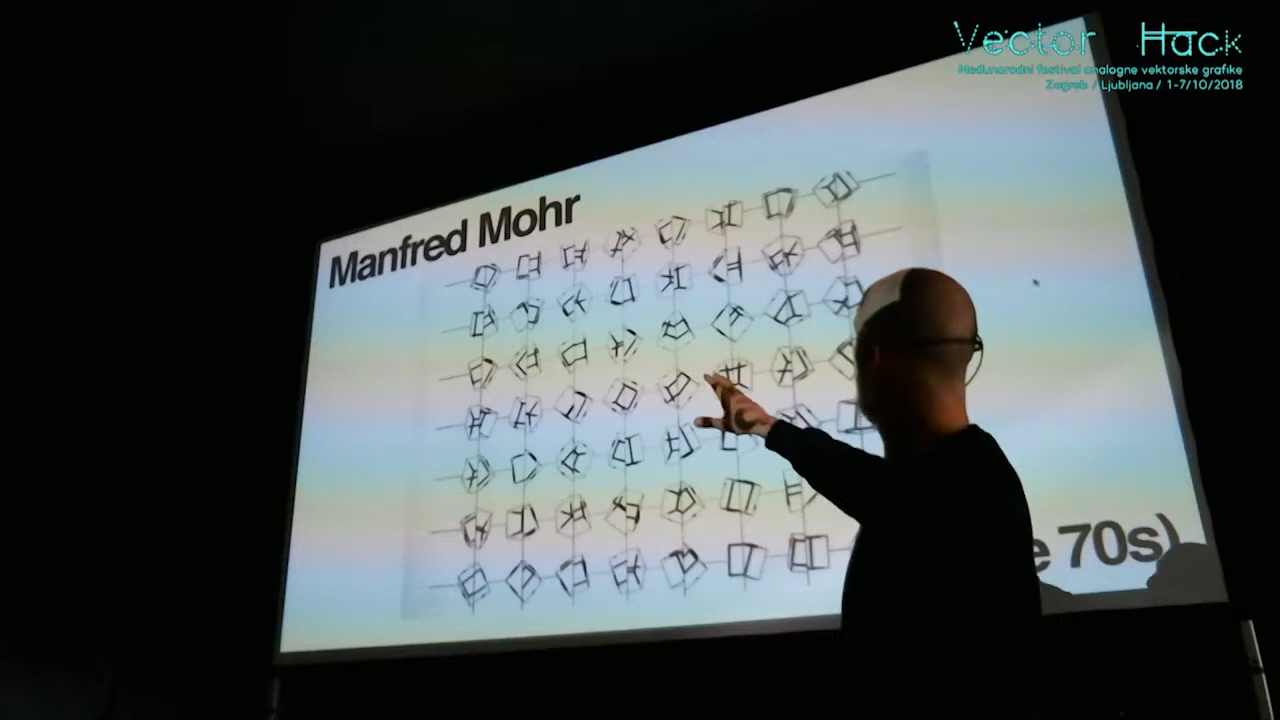 Vector Hack
Međunarodni festival analogne vektorske grafike
Zagreb / Ljubljana / 1-7/10/2018
Manfred Mohr
70s)